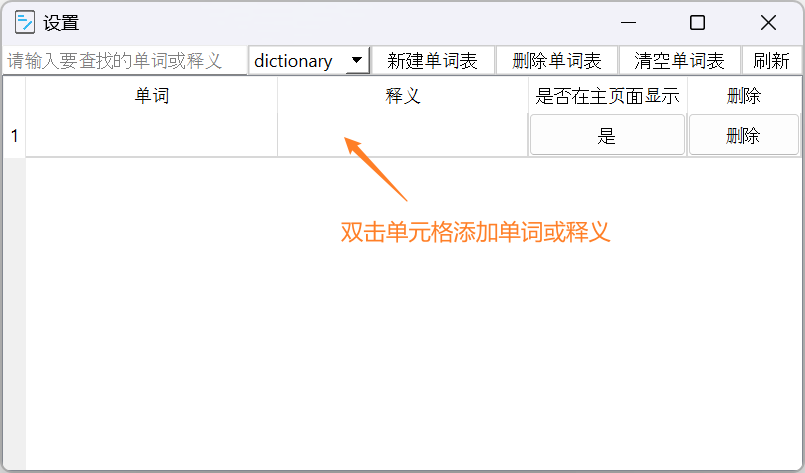 设置
请输入要查找的单词或释义 dictionary 新建单词表 删除单词表 清空单词表 刷新
单词 释义 是否在主页面显示 删除
1 是 删除
双击单元格添加单词或释义